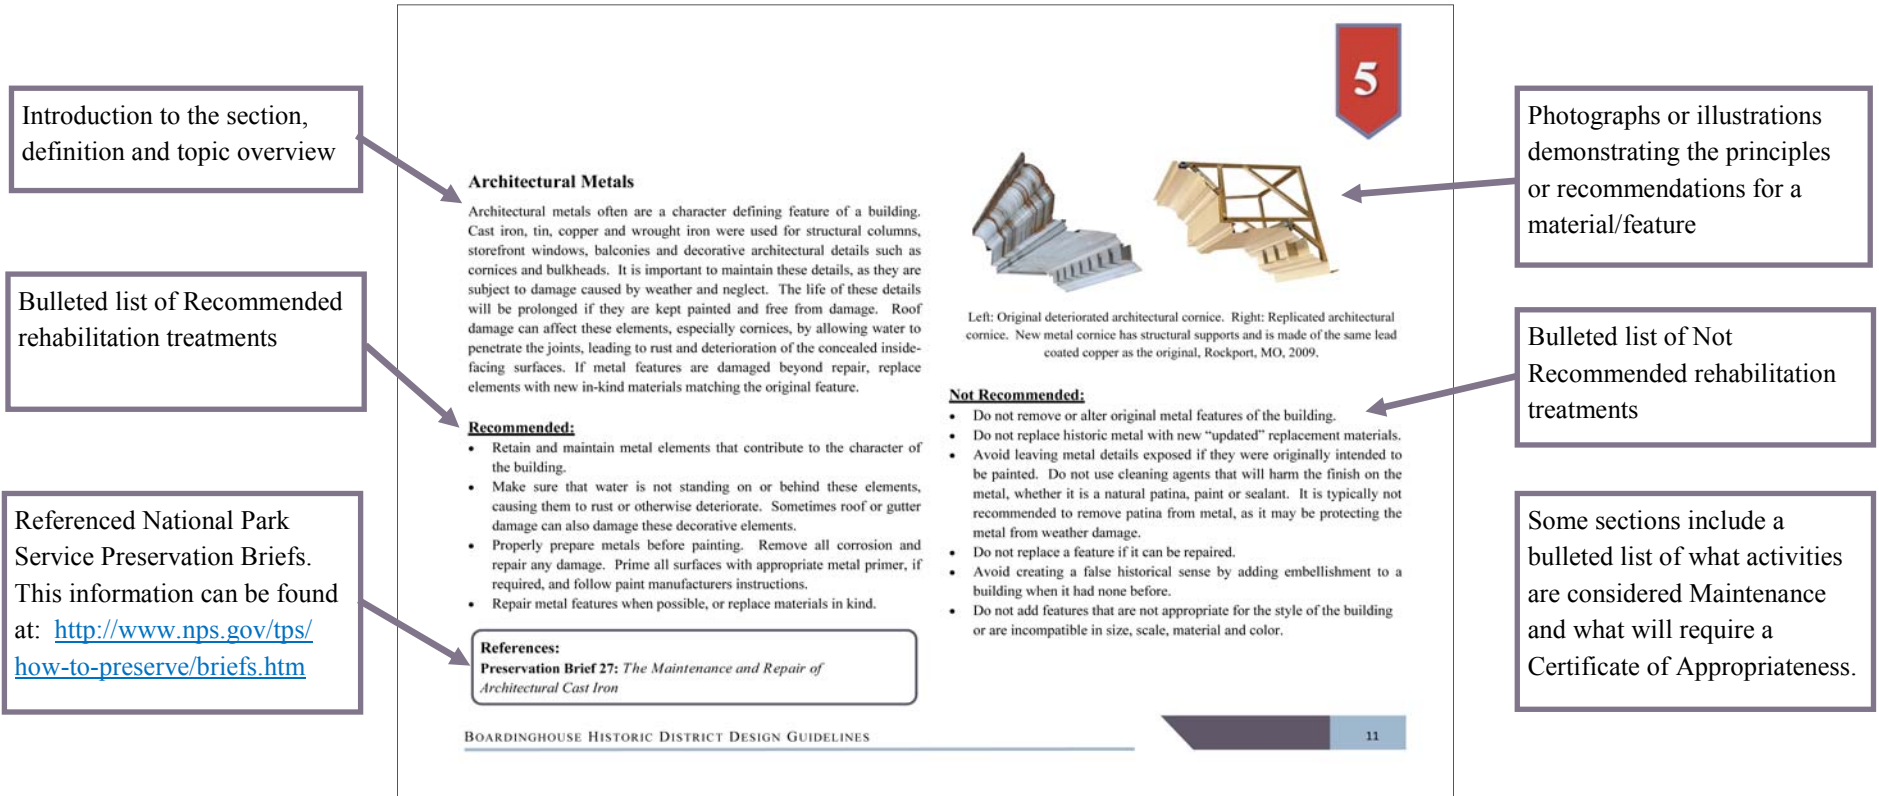 Introduction to the section,
definition and topic overview
Bulleted list of Recommended
rehabilitation treatments
Referenced National Park
Service Preservation Briefs.
This information can be found
at: http://www.nps.gov/tps/
how-to-preserve/briefs.htm
5
Architectural Metals
Architectural metals often are a character defining feature of a building.
Cast iron, tin, copper and wrought iron were used for structural columns,
storefront windows, balconies and decorative architectural details such as
cornices and bulkheads. It is important to maintain these details, as they are
subject to damage caused by weather and neglect. The life of these details
will be prolonged if they are kept painted and free from damage. Roof
damage can affect these elements, especially cornices, by allowing water to
penetrate the joints, leading to rust and deterioration of the concealed inside-
facing surfaces. If metal features are damaged beyond repair, replace
elements with new in-kind materials matching the original feature.
Recommended:
• Retain and maintain metal elements that contribute to the character of
the building.
• Make sure that water is not standing on or behind these elements,
causing them to rust or otherwise deteriorate. Sometimes roof or gutter
damage can also damage these decorative elements.
• Properly prepare metals before painting. Remove all corrosion and
repair any damage. Prime all surfaces with appropriate metal primer, if
required, and follow paint manufacturers instructions.
• Repair metal features when possible, or replace materials in kind.
References:
Preservation Brief 27: The Maintenance and Repair of
Architectural Cast Iron
Left: Original deteriorated architectural cornice. Right: Replicated architectural
cornice. New metal cornice has structural supports and is made of the same lead
coated copper as the original, Rockport, MO, 2009.
Not Recommended:
• Do not remove or alter original metal features of the building.
• Do not replace historic metal with new “updated” replacement materials.
• Avoid leaving metal details exposed if they were originally intended to
be painted. Do not use cleaning agents that will harm the finish on the
metal, whether it is a natural patina, paint or sealant. It is typically not
recommended to remove patina from metal, as it may be protecting the
metal from weather damage.
• Do not replace a feature if it can be repaired.
• Avoid creating a false historical sense by adding embellishment to a
building when it had none before.
• Do not add features that are not appropriate for the style of the building
or are incompatible in size, scale, material and color.
BOARDINGHOUSE HISTORIC DISTRICT DESIGN GUIDELINES
11
Photographs or illustrations
demonstrating the principles
or recommendations for a
material/feature
Bulleted list of Not
Recommended rehabilitation
treatments
Some sections include a
bulleted list of what activities
are considered Maintenance
and what will require a
Certificate of Appropriateness.